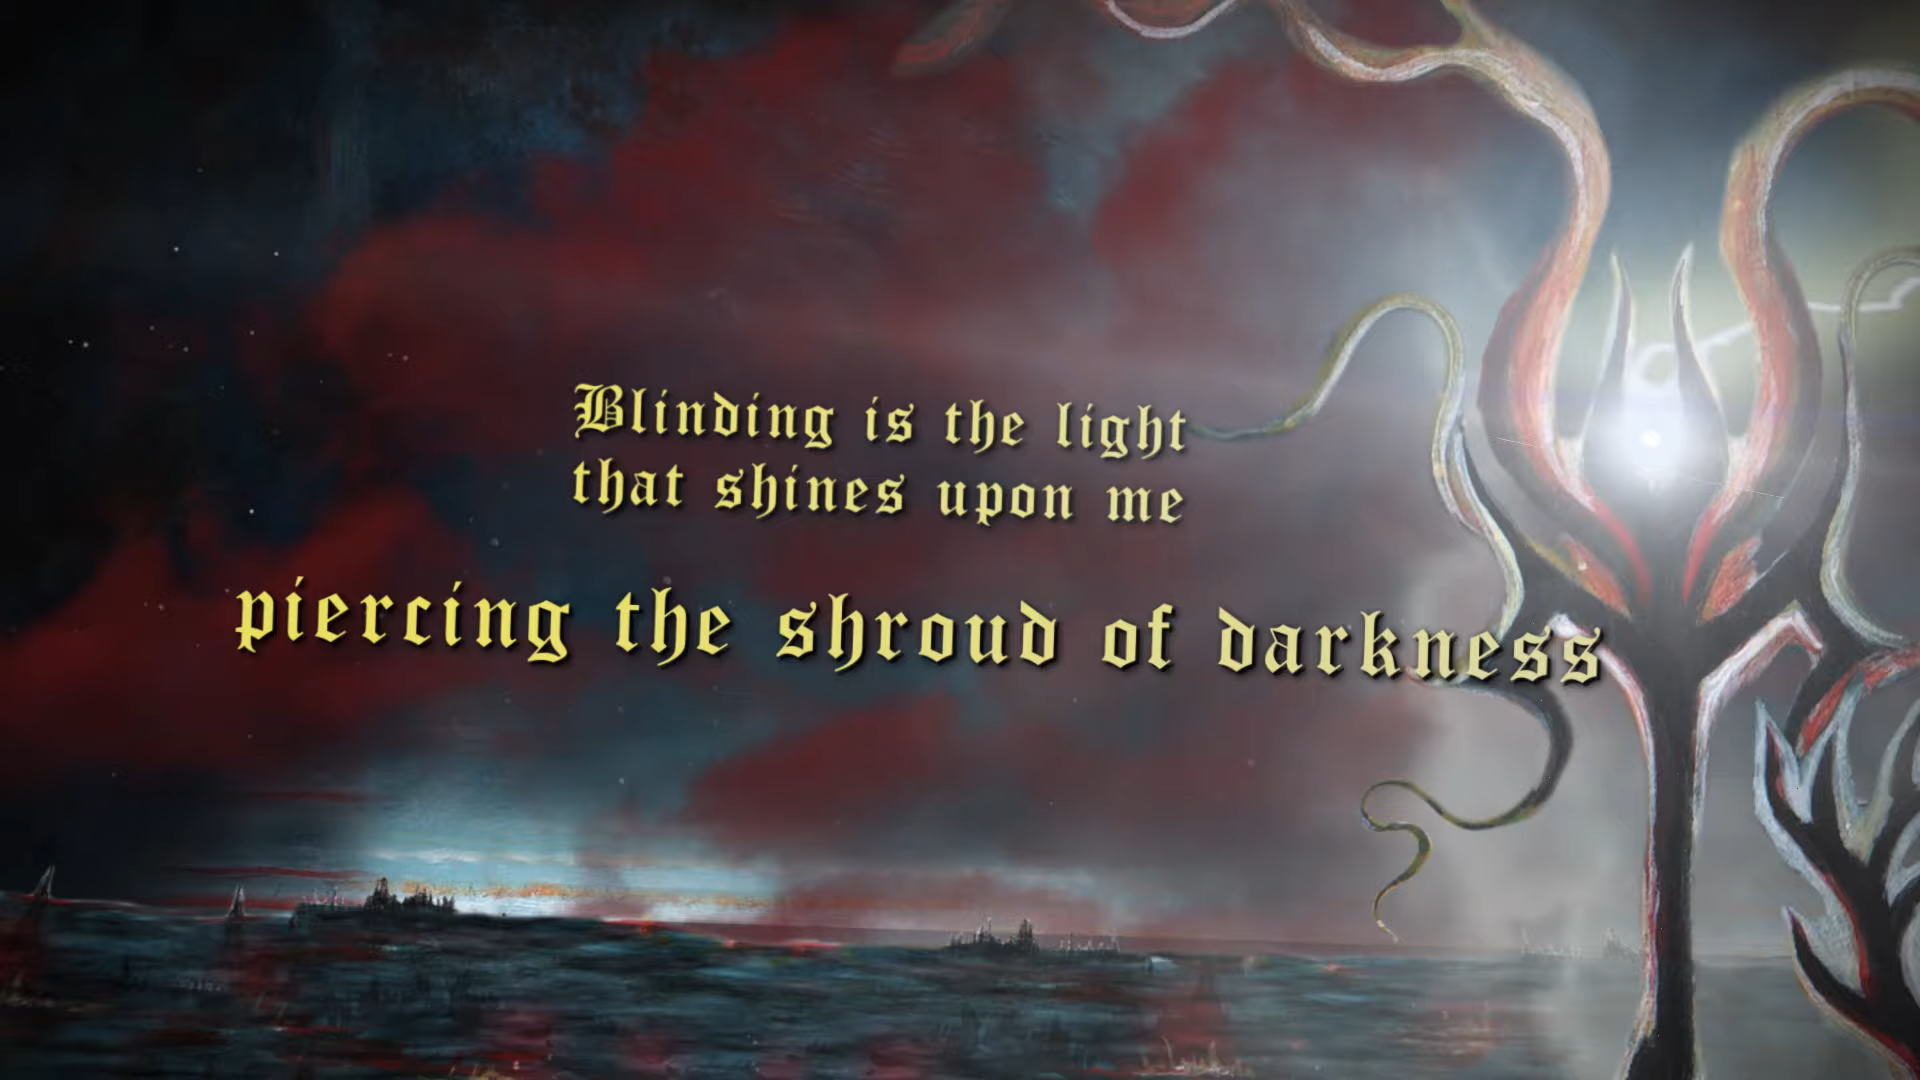 Blinding is the light
that shines upon me
piercing the shroud of darkness